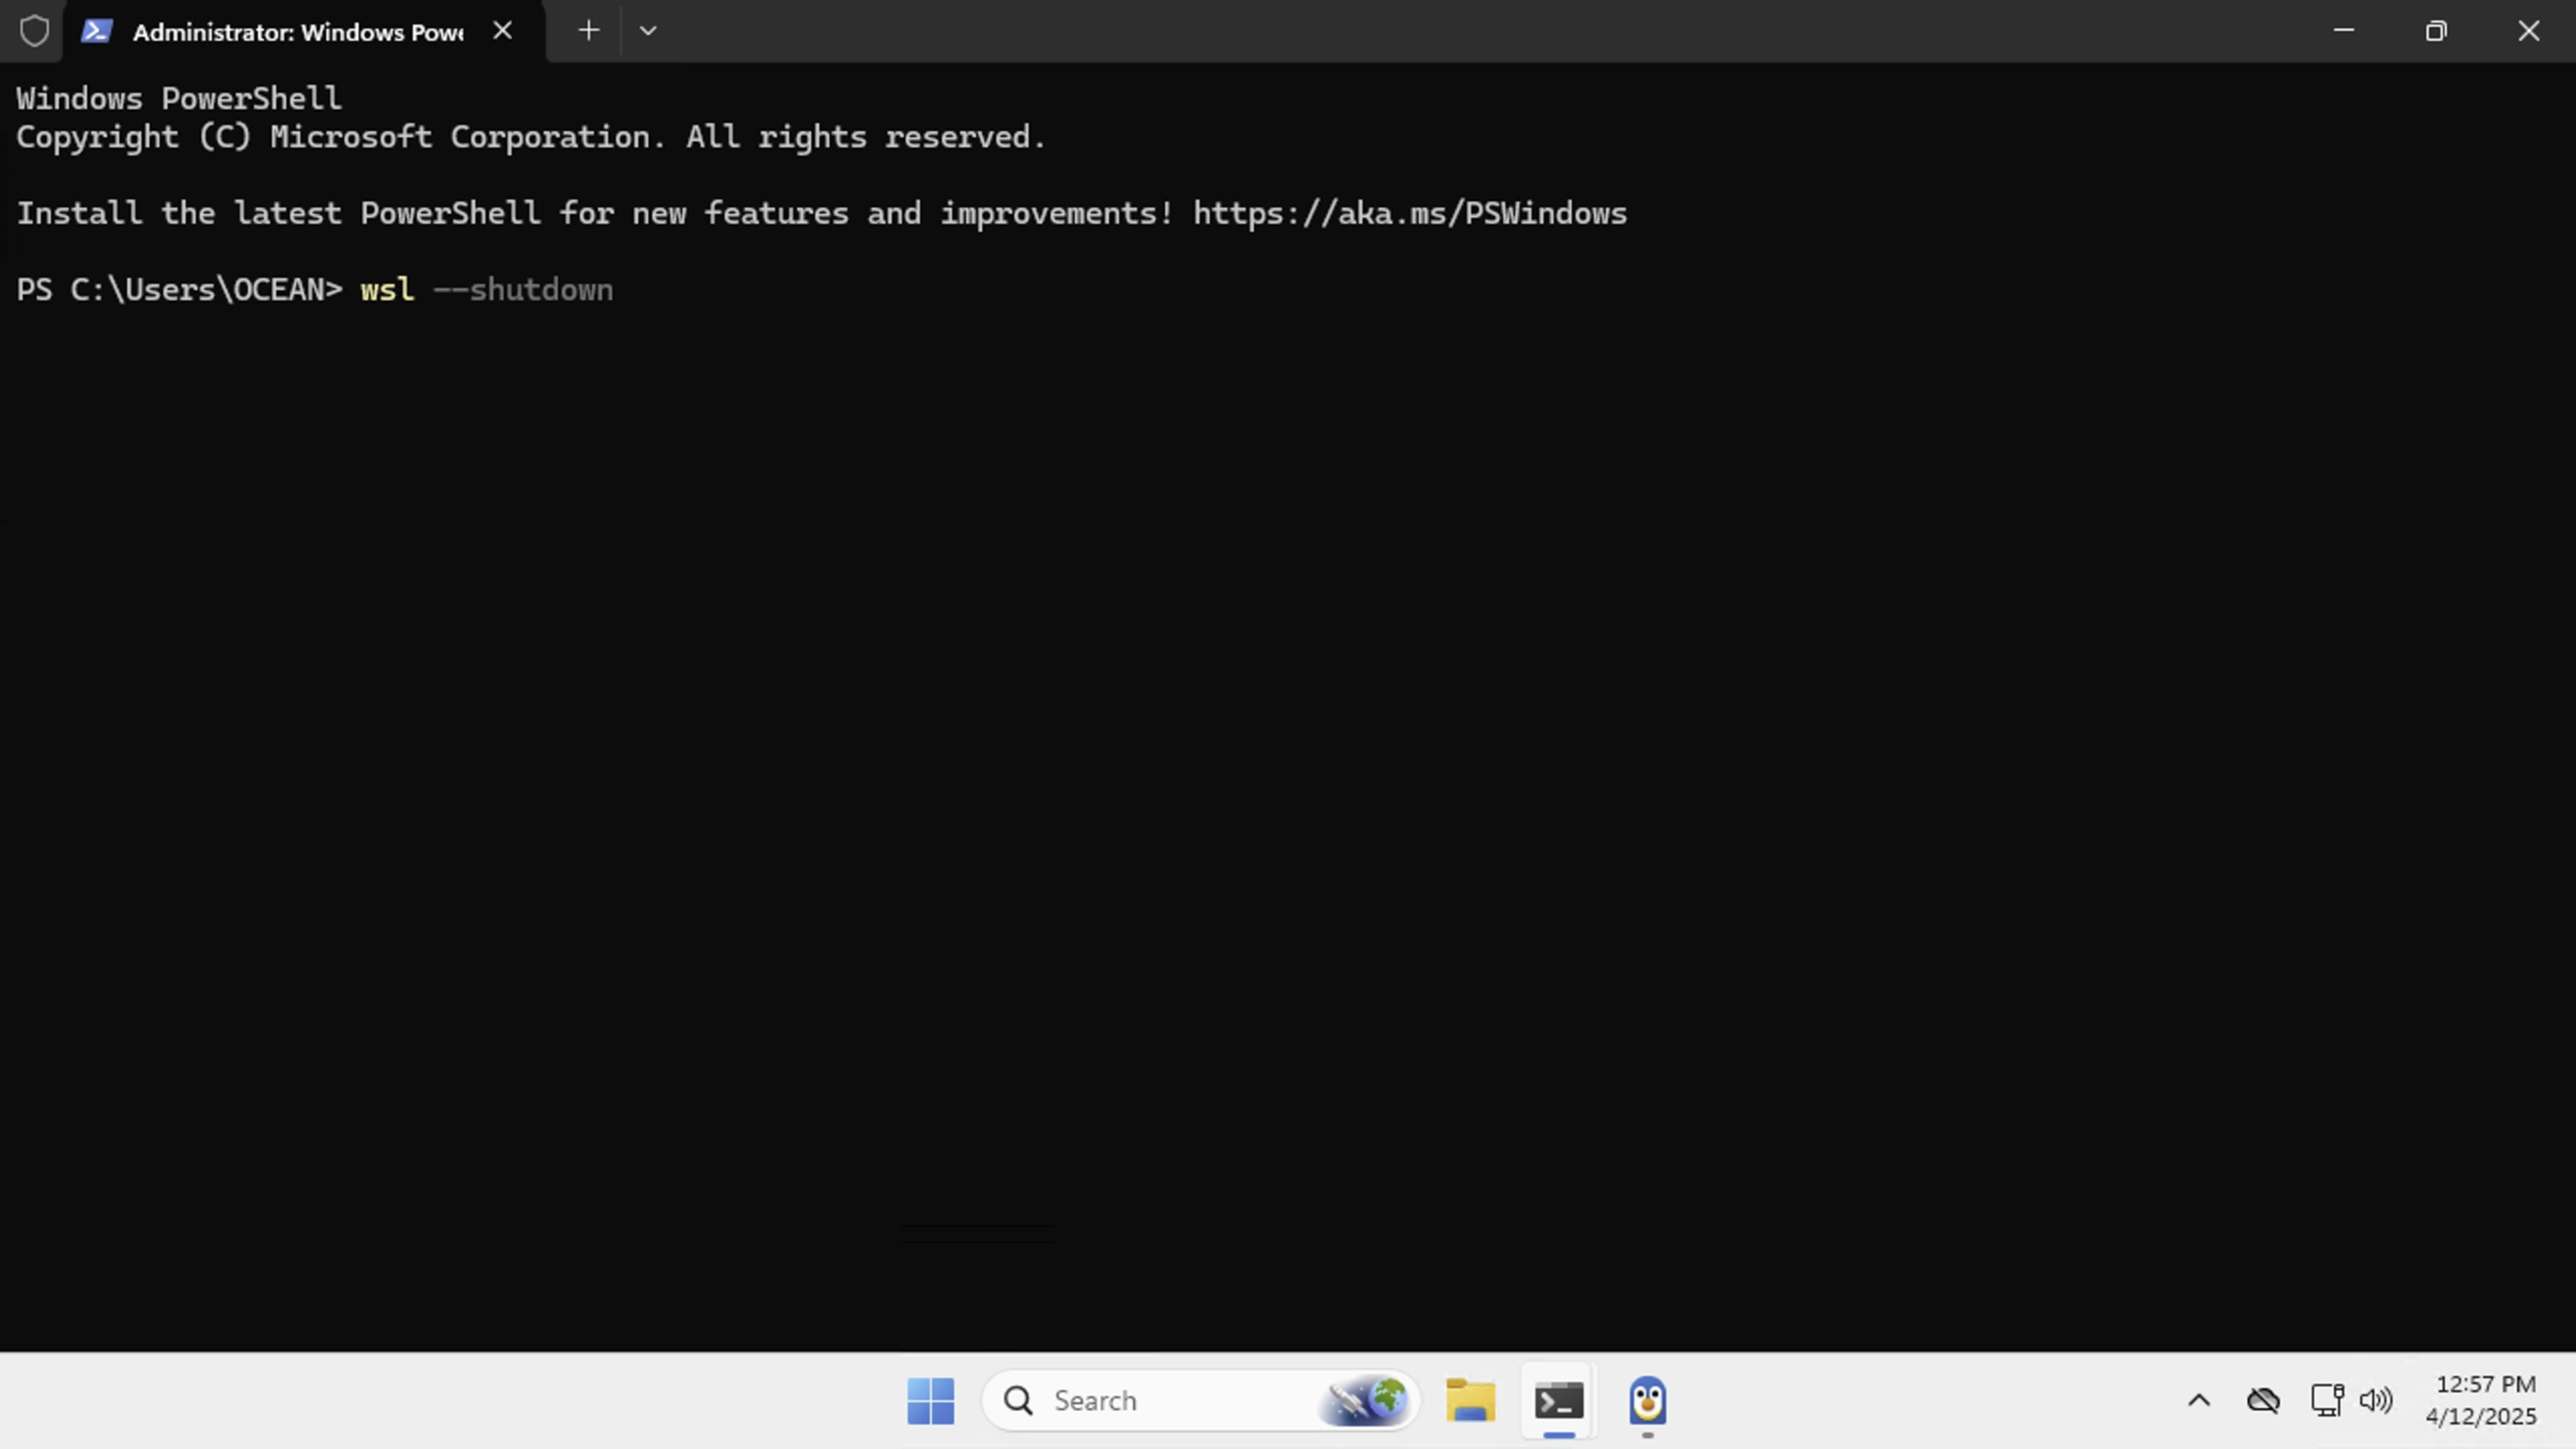 Administrator: Windows Powe
Windows PowerShell
Copyright (C) Microsoft Corporation. All rights reserved.
Install the latest PowerShell for new features and improvements! https://aka.ms/PSWindows
PS C:\Users\OCEAN> wsl --shutdown
Search
12:57 PM
4/12/2025